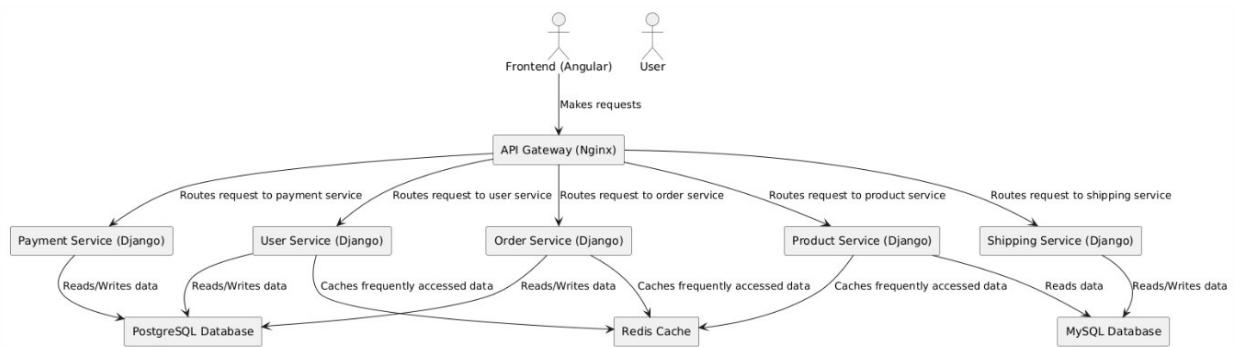 Frontend (Angular)
User
Makes requests
API Gateway (Nginx)
Routes request to payment service
Routes request to user service
Routes request to order service
Routes request to product service
Routes request to shipping service
Payment Service (Django)
User Service (Django)
Order Service (Django)
Product Service (Django)
Shipping Service (Django)
Reads/Writes data
Reads/Writes data
Caches frequently accessed data
Reads/Writes data
Caches frequently accessed data
Caches frequently accessed data
Reads data
Reads/Writes data
PostgreSQL Database
Redis Cache
MySQL Database